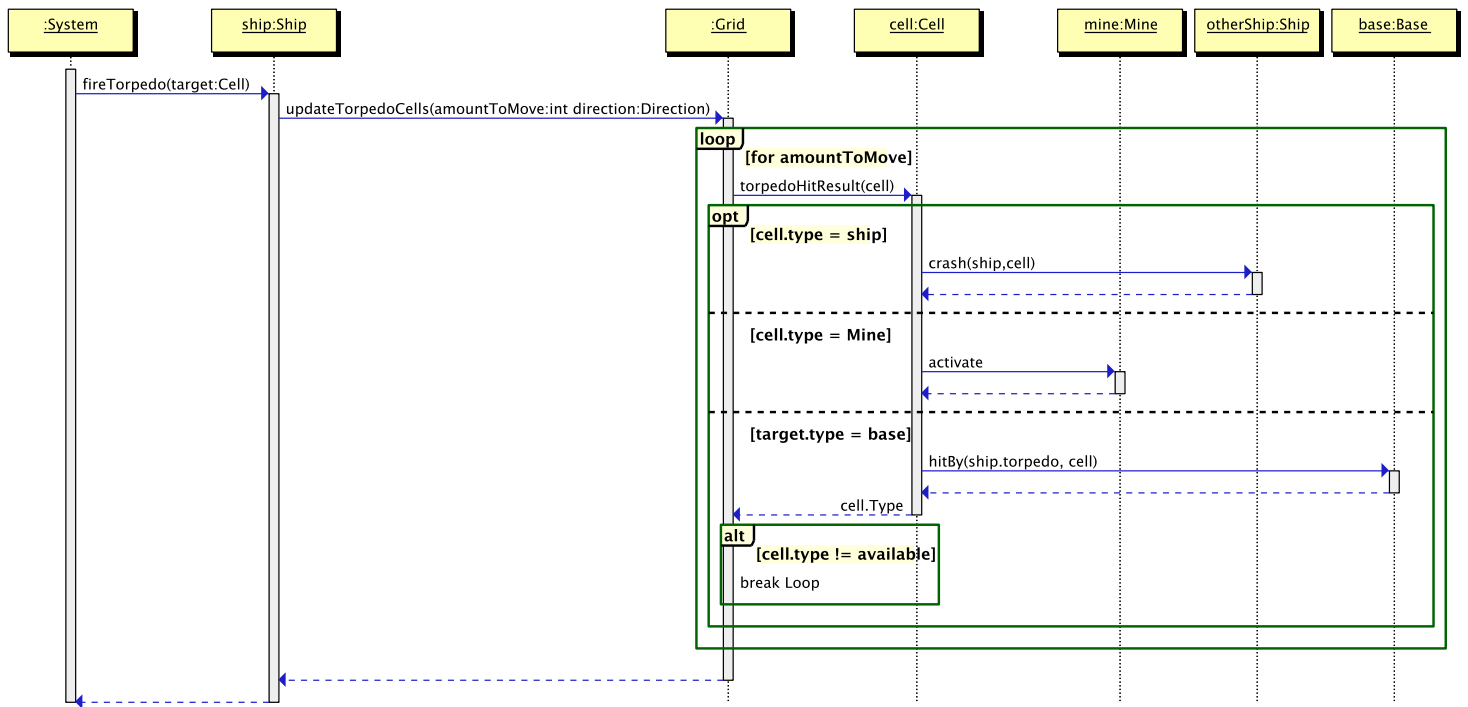 :System
ship:Ship
:Grid
cell:Cell
mine:Mine
otherShip:Ship
base:Base
fireTorpedo(target:Cell)
updateTorpedoCells(amountToMove:int direction:Direction)
loop
[for amountToMove]
torpedoHitResult(cell)
opt
[cell.type = ship]
crash(ship,cell)
[cell.type = Mine]
activate
[target.type = base]
hitBy(ship.torpedo, cell)
cell.Type
alt
[cell.type != available]
break Loop